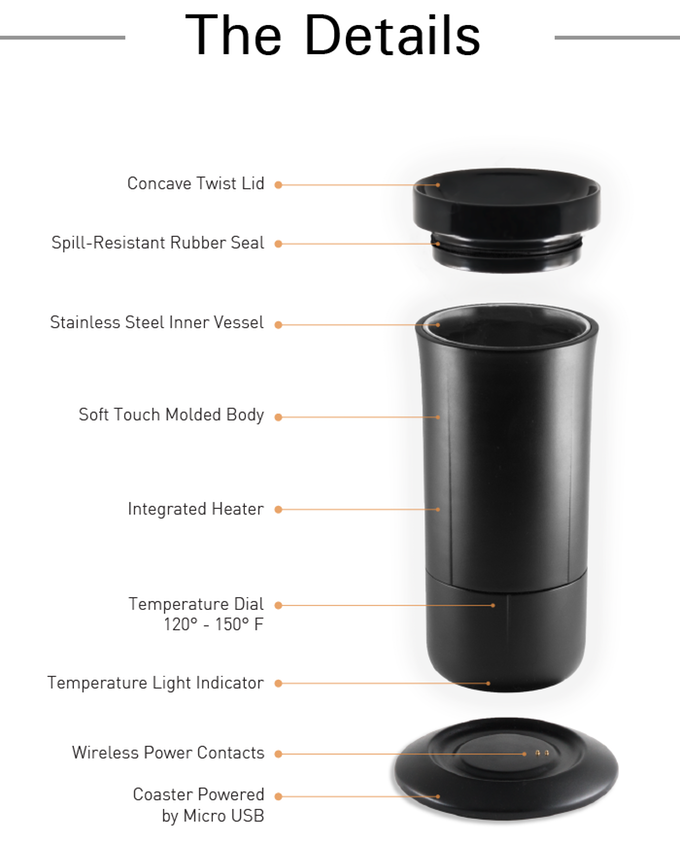 The Details
Concave Twist Lid
Spill-Resistant Rubber Seal
Stainless Steel Inner Vessel
Soft Touch Molded Body
Integrated Heater
Temperature Dial
120° - 150° F
Temperature Light Indicator
Wireless Power Contacts
Coaster Powered
by Micro USB